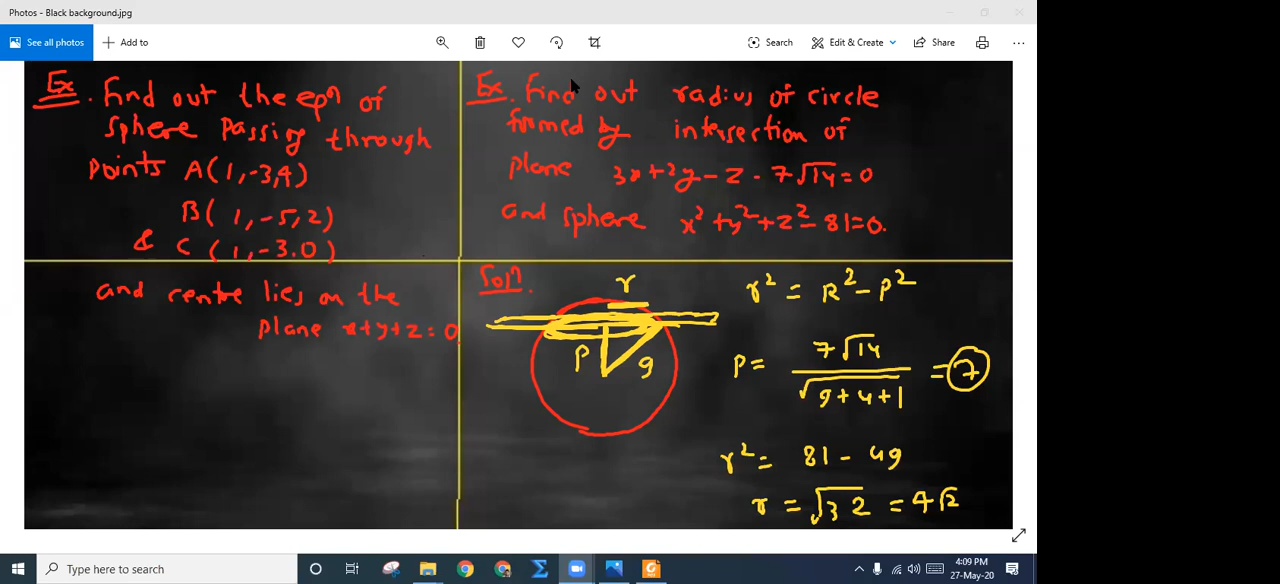 Photos - Black background.jpg
See all photos
Add to
Search
Edit & Create
Share
Ex. Find out the eqn of
sphere passing through
points A(1,-3,4)
B(1,-5,2)
& C(1,-3.0)
and centre lies on the
plane x+y+z=0
Ex. Find out radius of circle
formed by intersection of
plane 3x+2y-z-7√14=0
and sphere x²+y²+z²-81=0.
Soln.
r
P
9
r² = R²-P²
P = 7√14 / √9+4+1 = 7
r² = 81-49
r = √32 = 4√2
Type here to search
4:09 PM
27-May-20